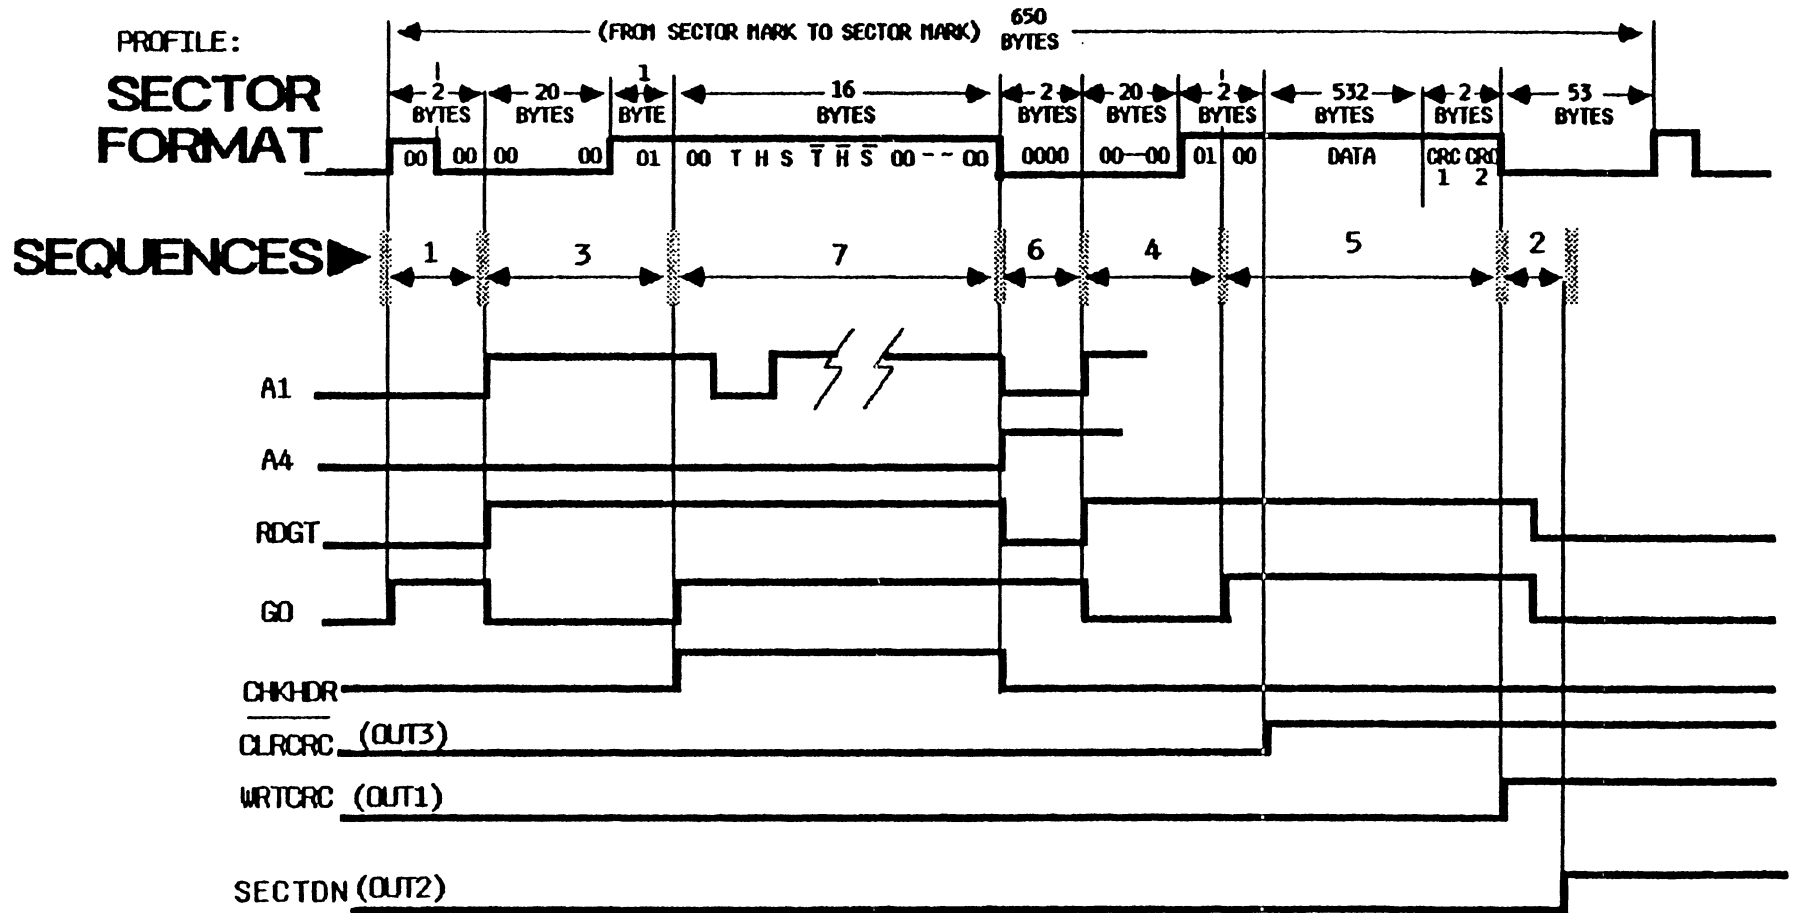 PROFILE:
SECTOR
FORMAT
(FROM SECTOR MARK TO SECTOR MARK)
650
BYTES
2
BYTES
20
BYTES
1
BYTE
16
BYTES
2
BYTES
20
BYTES
2
BYTES
532
BYTES
2
BYTES
53
BYTES
00 00 00 00 01 00 T H S T̅ H̅ S̅ 00 -- 00 0000 00--00 01 00 DATA CRC CRC
1 2
SEQUENCES
1 3 7 6 4 5 2
A1
A4
RDGT
GO
CHKHDR
C̅L̅R̅C̅R̅C̅ (OUT3)
WRTCRC (OUT1)
SECTDN (OUT2)